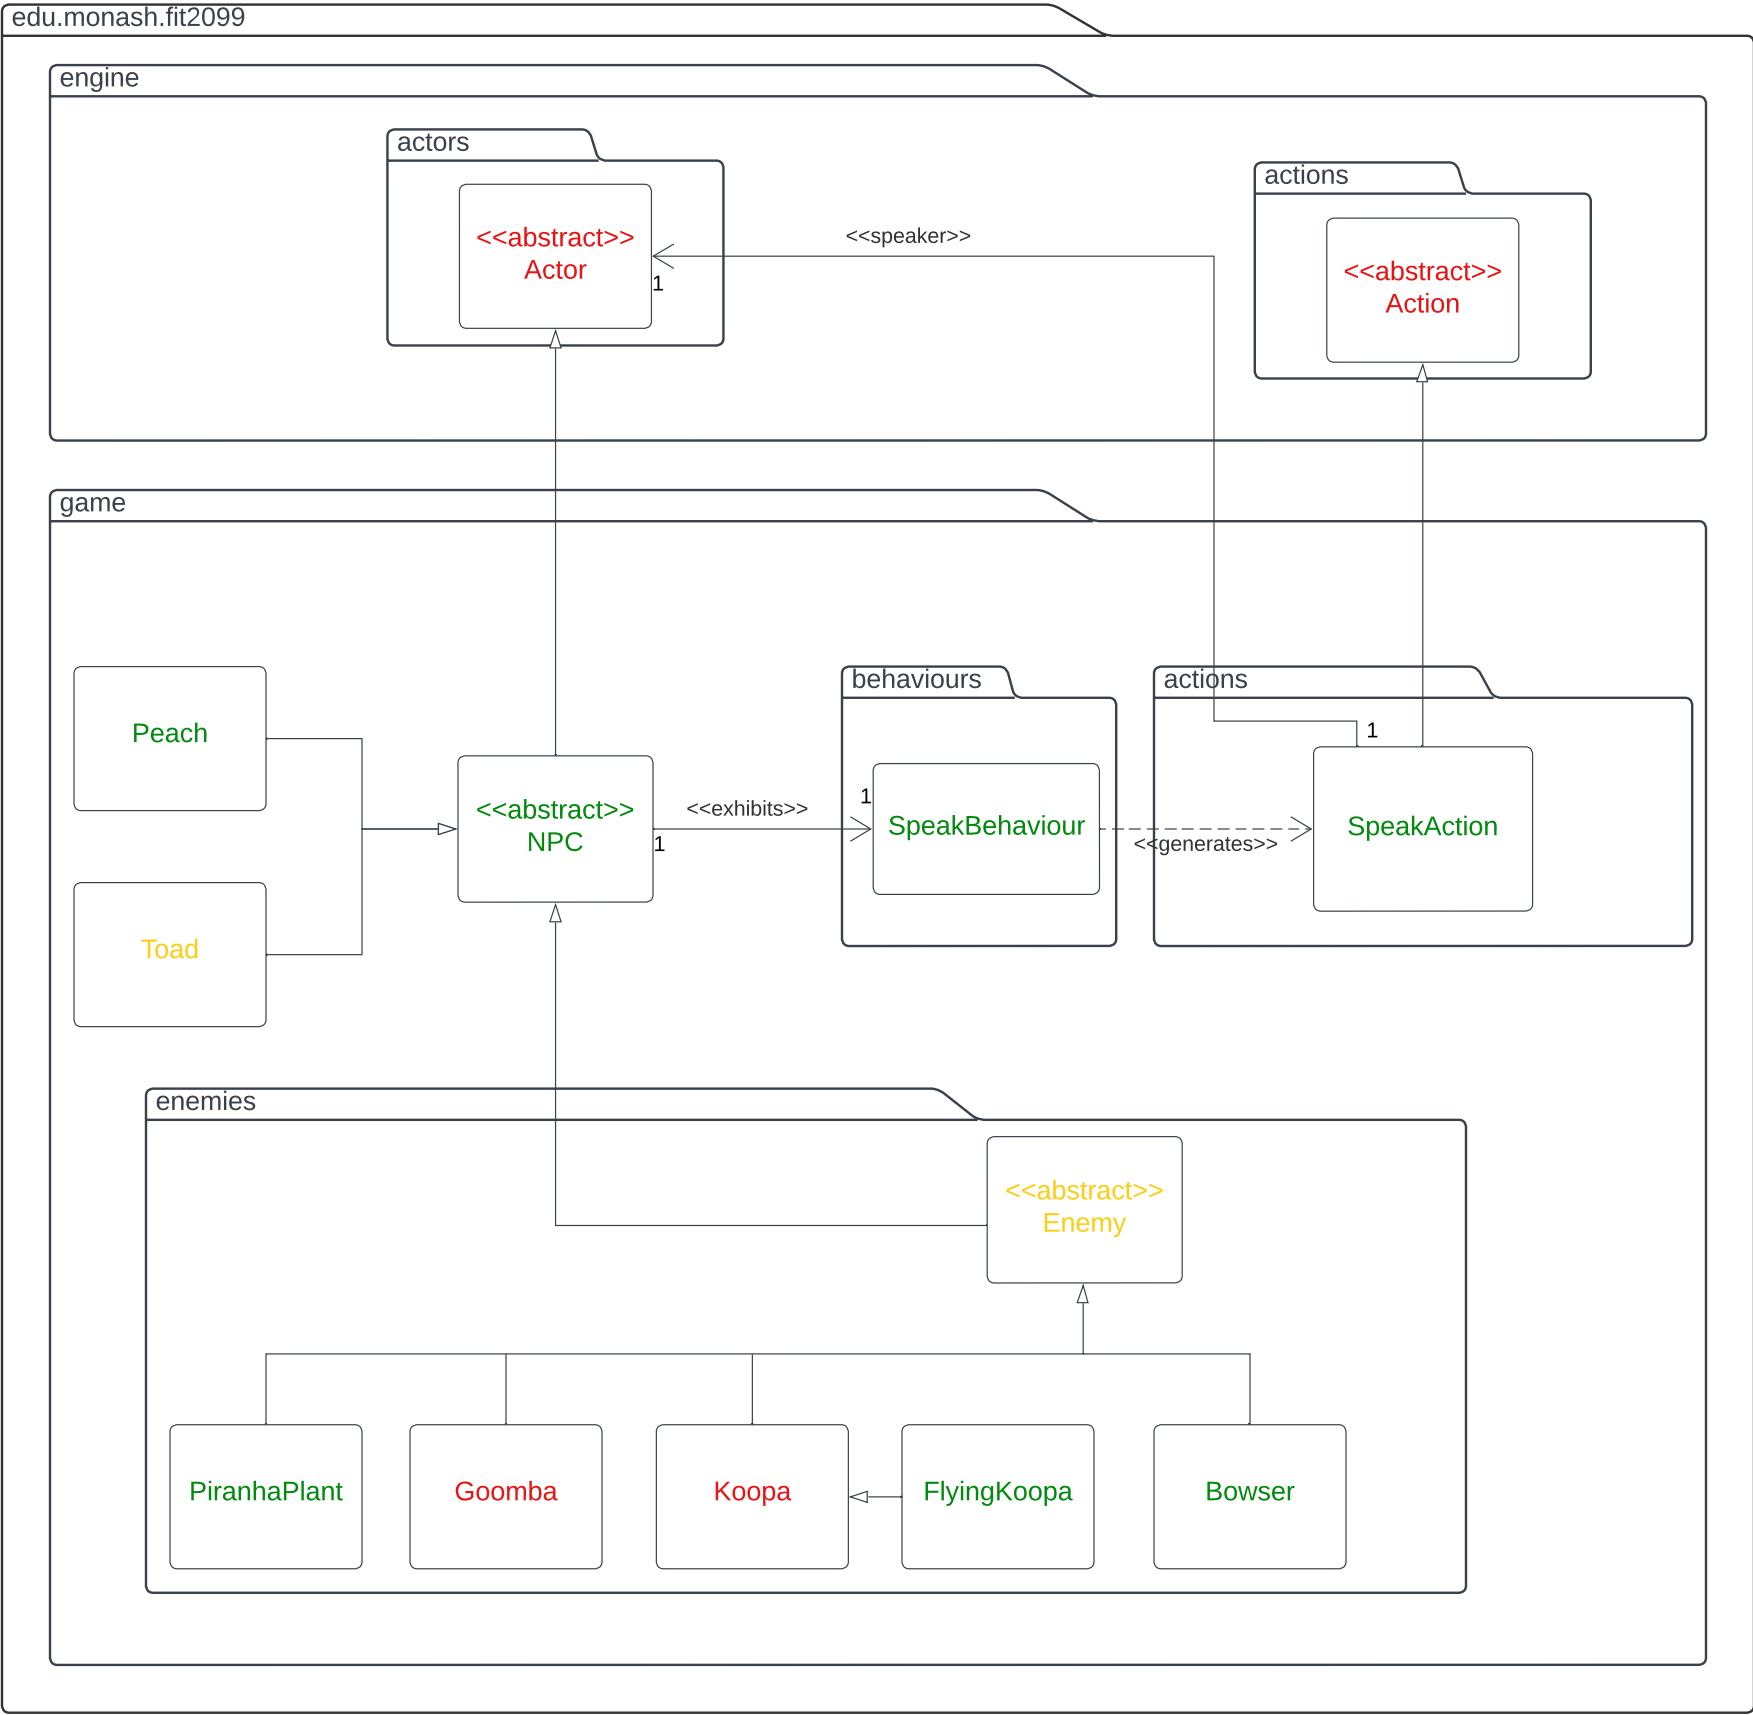 edu.monash.fit2099
engine
actors
actions
<<abstract>>
Actor
<<speaker>>
1
<<abstract>>
Action
game
Peach
behaviours
actions
1
<<abstract>>
NPC
<<exhibits>>
1
1
SpeakBehaviour
<<generates>>
SpeakAction
Toad
enemies
<<abstract>>
Enemy
PiranhaPlant
Goomba
Koopa
FlyingKoopa
Bowser